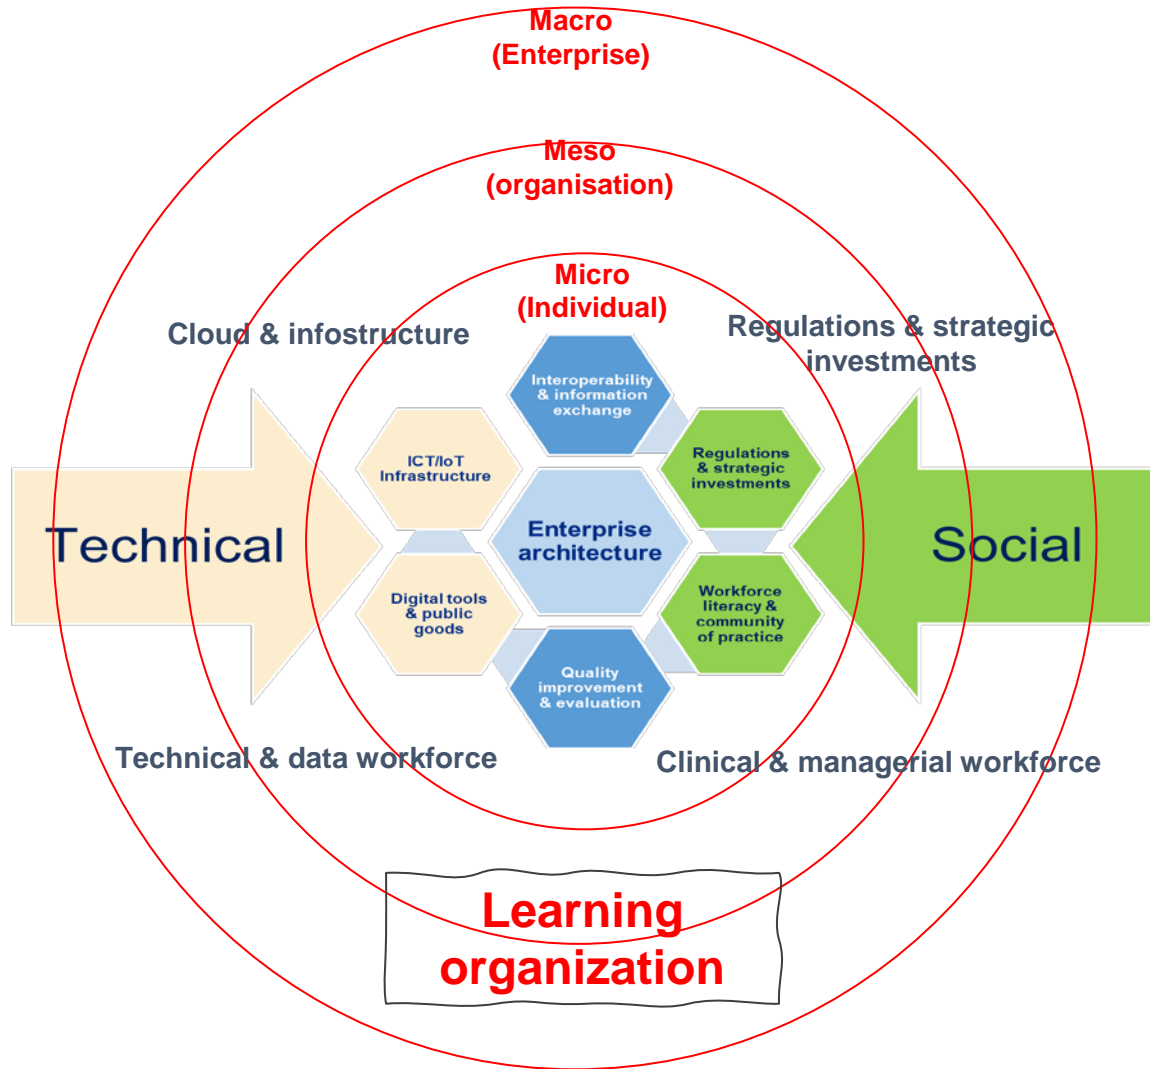 Macro
(Enterprise)
Meso
(organisation)
Micro
(Individual)
Cloud & infostructure
Regulations & strategic
investments
Interoperability
& information
exchange
ICT/IoT
Infrastructure
Regulations
& strategic
investments
Technical
Enterprise
architecture
Social
Digital tools
& public
goods
Workforce
literacy &
community
of practice
Quality
improvement
& evaluation
Technical & data workforce
Clinical & managerial workforce
Learning
organization